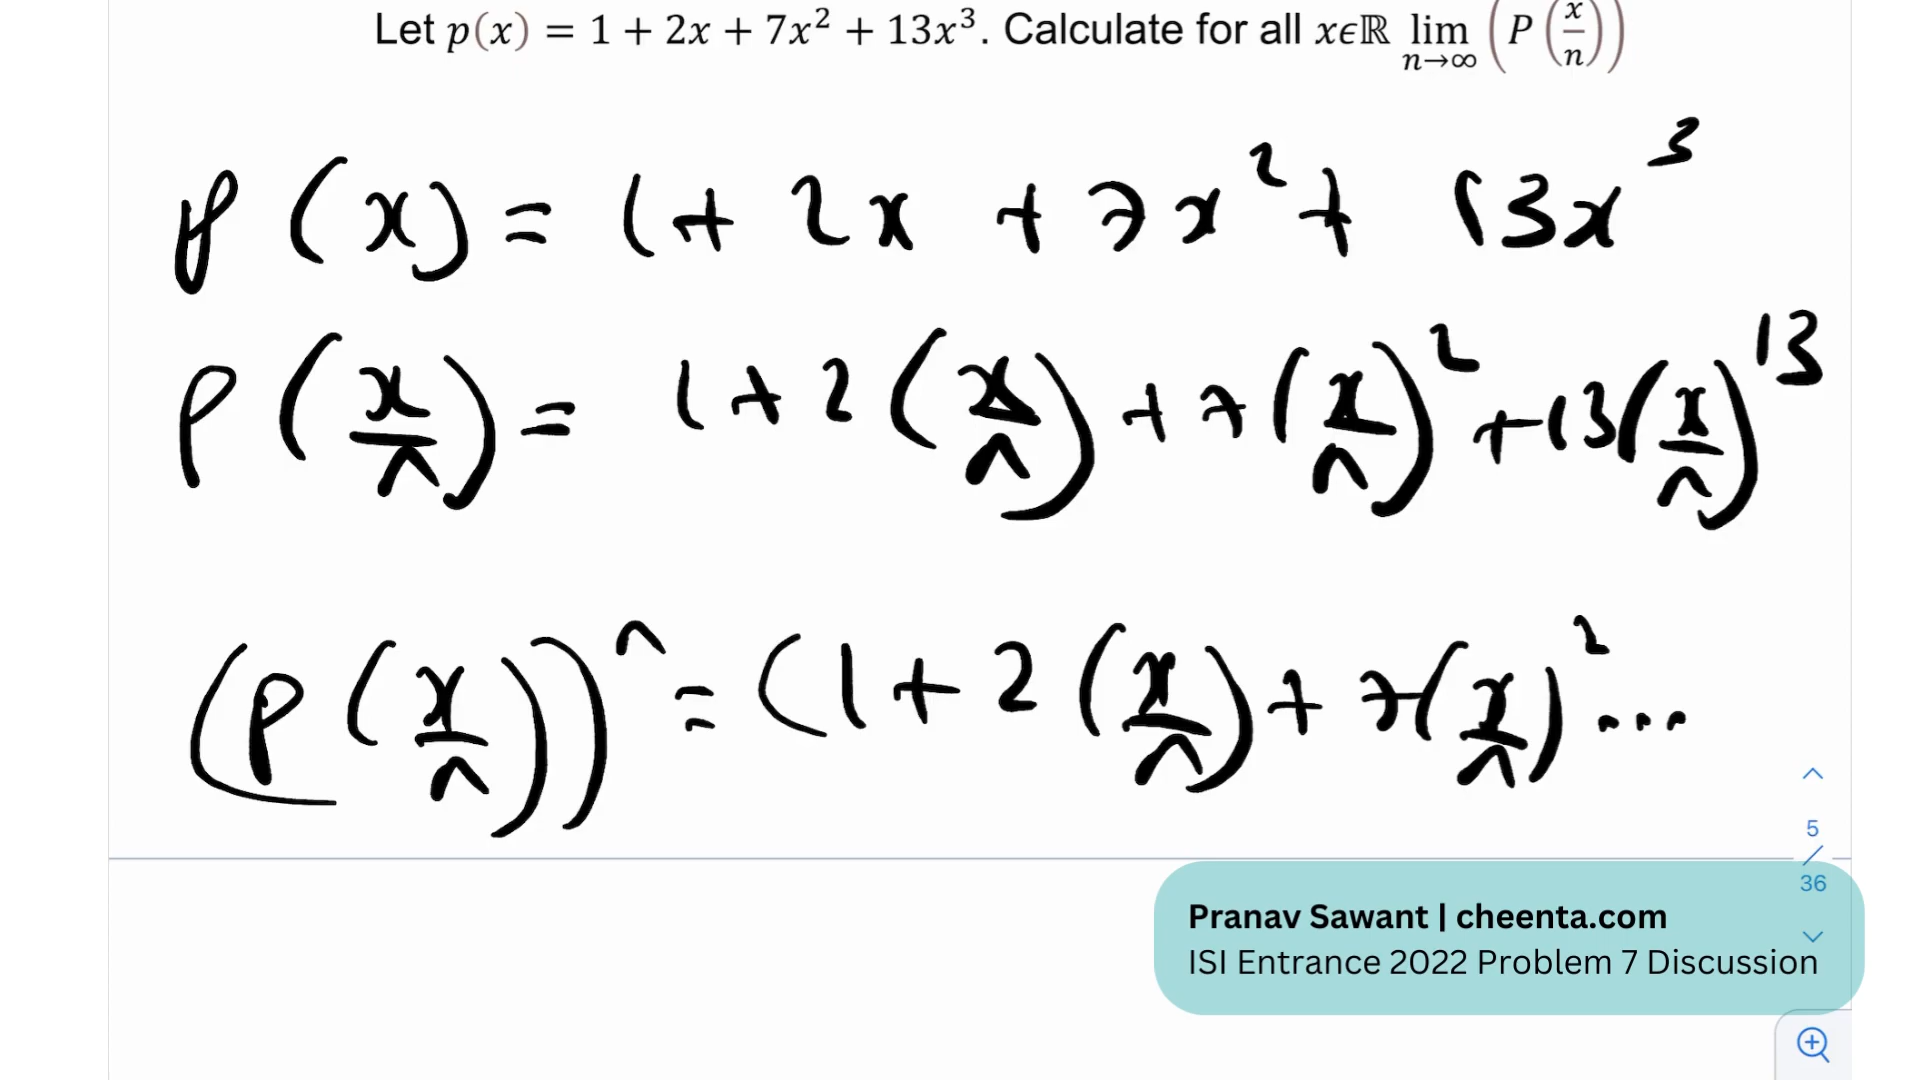 Let p(x) = 1 + 2x + 7x² + 13x³. Calculate for all xϵℝ lim n→∞ (P(x/n))
p(x) = 1 + 2x + 7x² + 13x³
p(x/n) = 1 + 2(x/n) + 7(x/n)² + 13(x/n)¹³
(p(x/n))ⁿ = (1 + 2(x/n) + 7(x/n)² ...
5
/
36
Pranav Sawant | cheenta.com
ISI Entrance 2022 Problem 7 Discussion